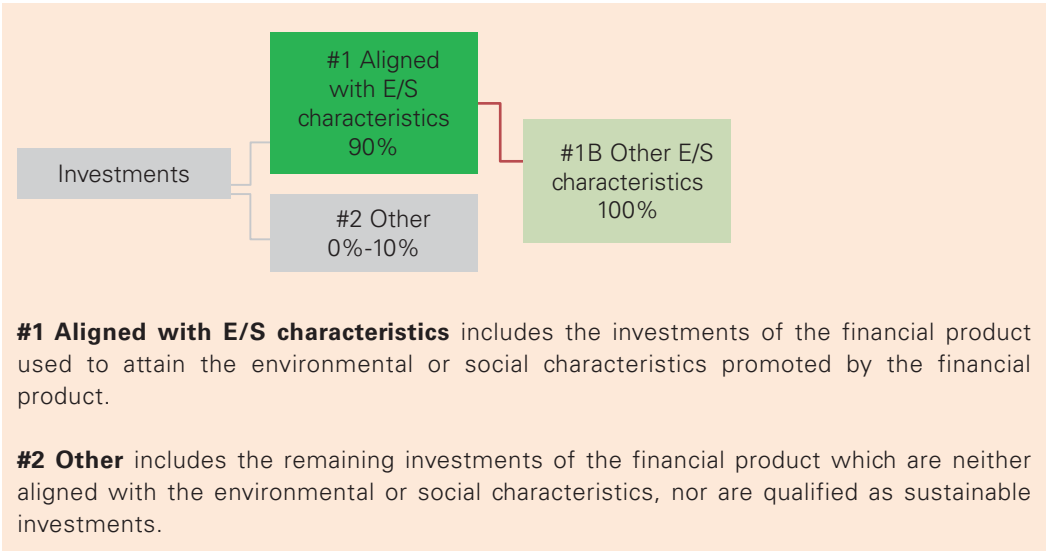 #1 Aligned
with E/S
characteristics
90%
Investments
#2 Other
0%-10%
#1B Other E/S
characteristics
100%
#1 Aligned with E/S characteristics includes the investments of the financial product
used to attain the environmental or social characteristics promoted by the financial
product.
#2 Other includes the remaining investments of the financial product which are neither
aligned with the environmental or social characteristics, nor are qualified as sustainable
investments.